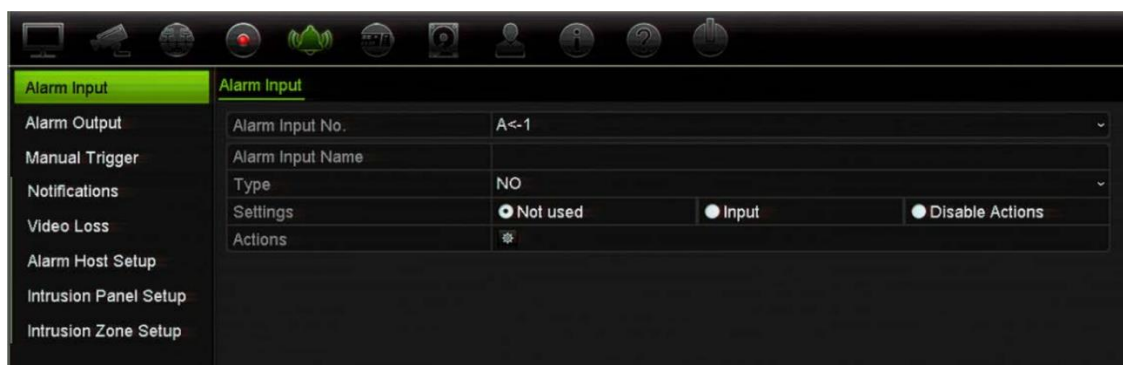 Alarm Input
Alarm Output
Manual Trigger
Notifications
Video Loss
Alarm Host Setup
Intrusion Panel Setup
Intrusion Zone Setup
Alarm Input
Alarm Input No. A<-1
Alarm Input Name
Type NO
Settings Not used Input Disable Actions
Actions